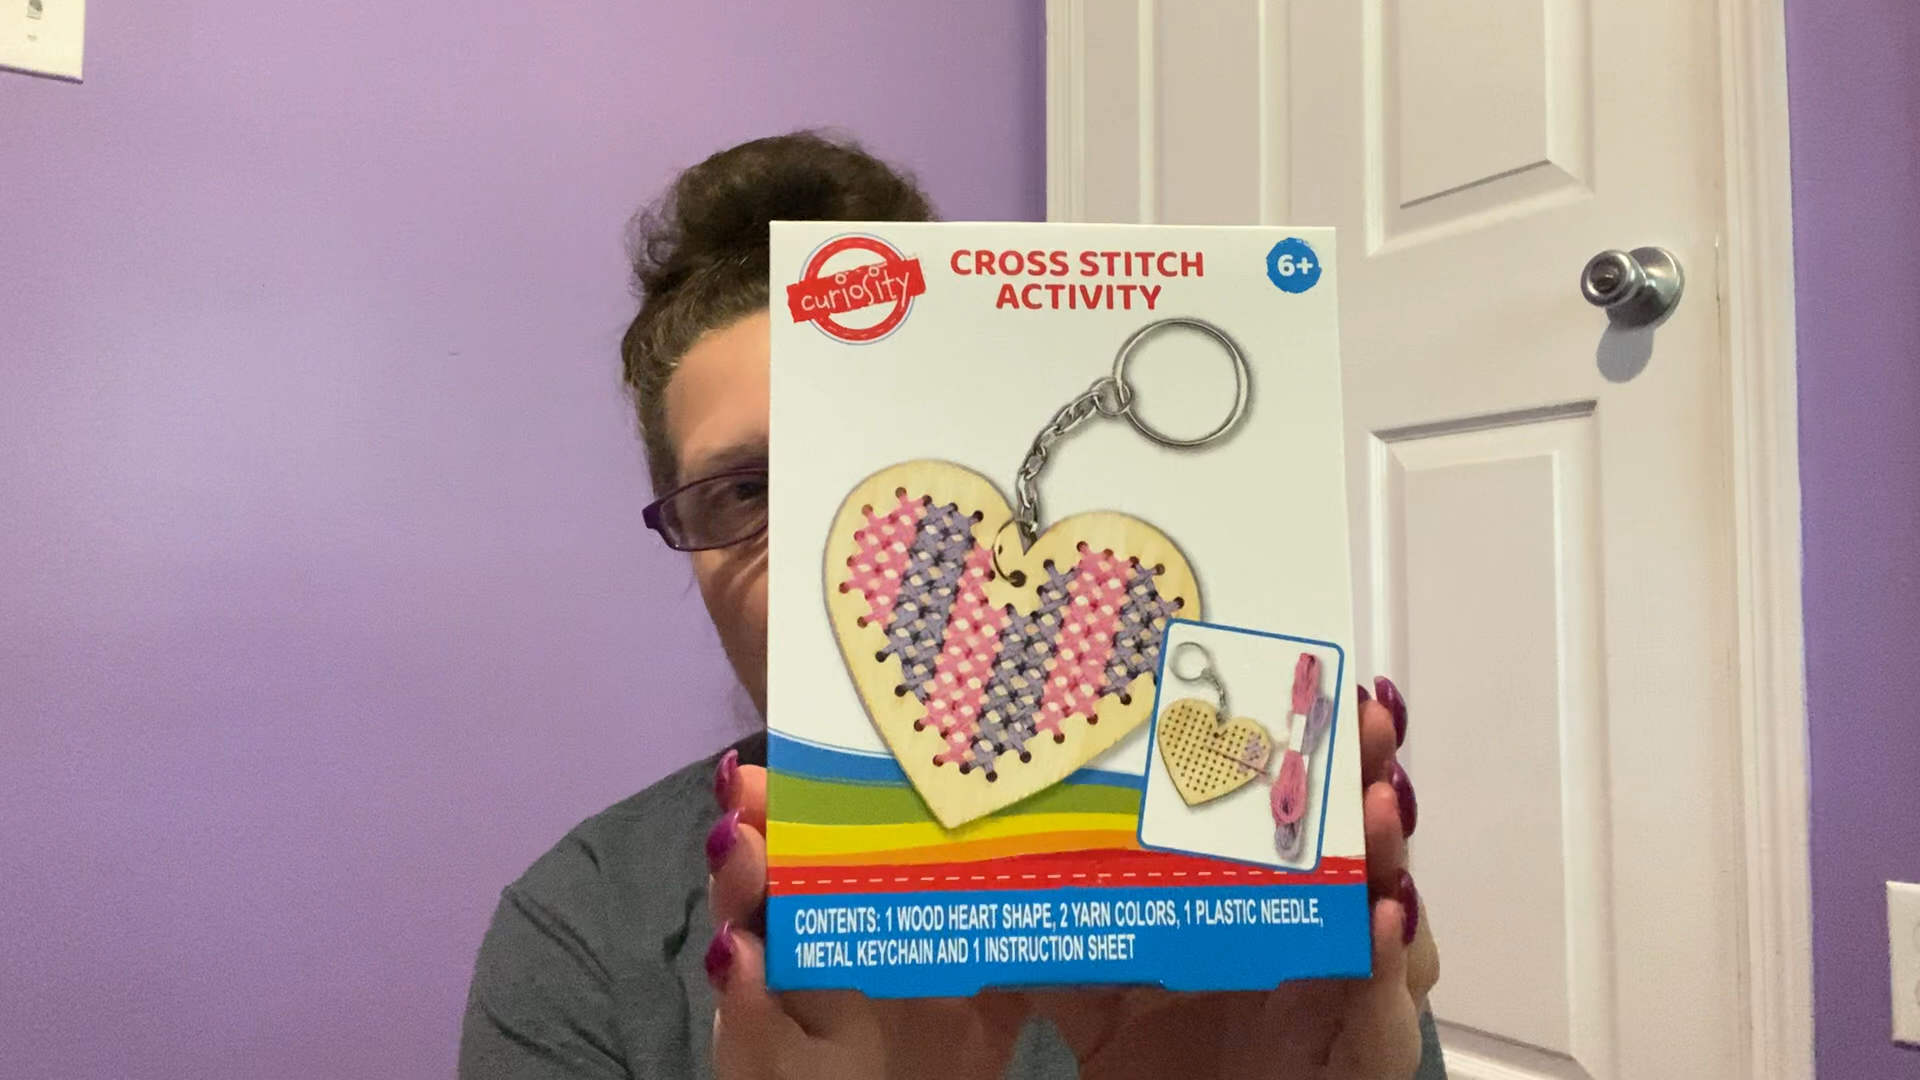 curiosity
CROSS STITCH
ACTIVITY
6+
CONTENTS: 1 WOOD HEART SHAPE, 2 YARN COLORS, 1 PLASTIC NEEDLE,
1METAL KEYCHAIN AND 1 INSTRUCTION SHEET